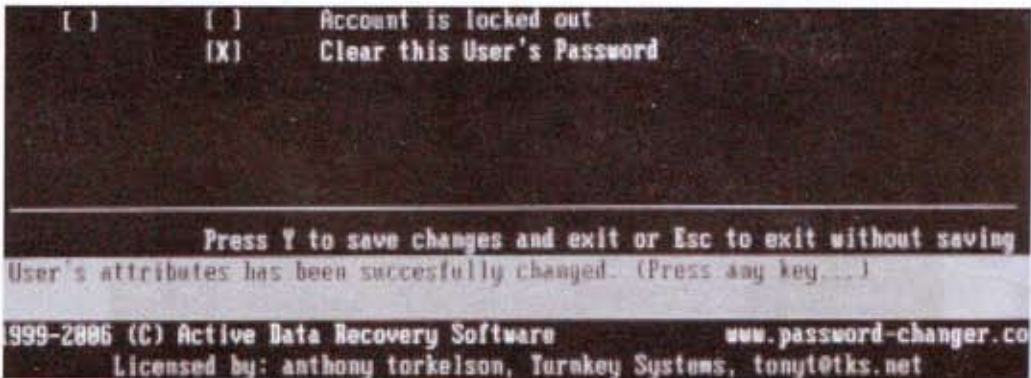 [ ] [ ] Account is locked out
[X] Clear this User's Password
Press Y to save changes and exit or Esc to exit without saving
User's attributes has been succesfully changed. (Press any key...)
1999-2006 (C) Active Data Recovery Software www.password-changer.co
Licensed by: anthony torkelson, Turnkey Systems, tonyt@tks.net